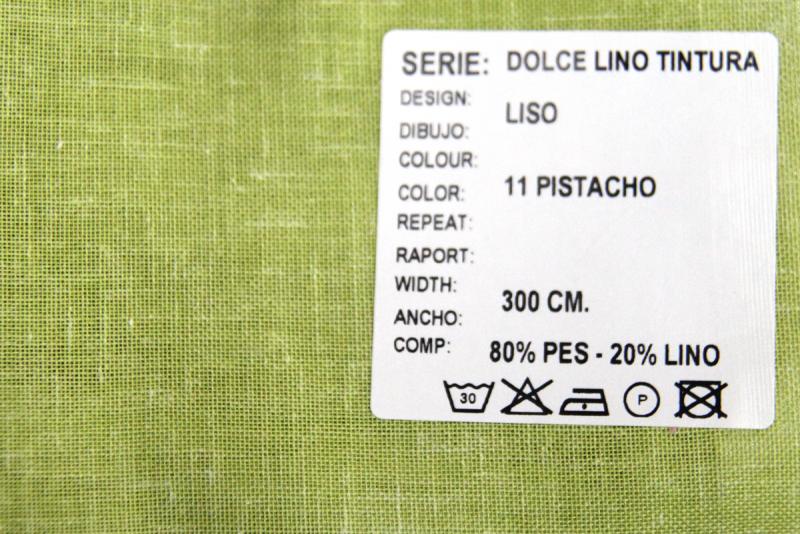 SERIE: DOLCE LINO TINTURA
DESIGN:
LISO
DIBUJO:
COLOUR:
COLOR: 11 PISTACHO
REPEAT:
RAPORT:
WIDTH:
300 CM.
ANCHO:
COMP: 80% PES - 20% LINO
30 P